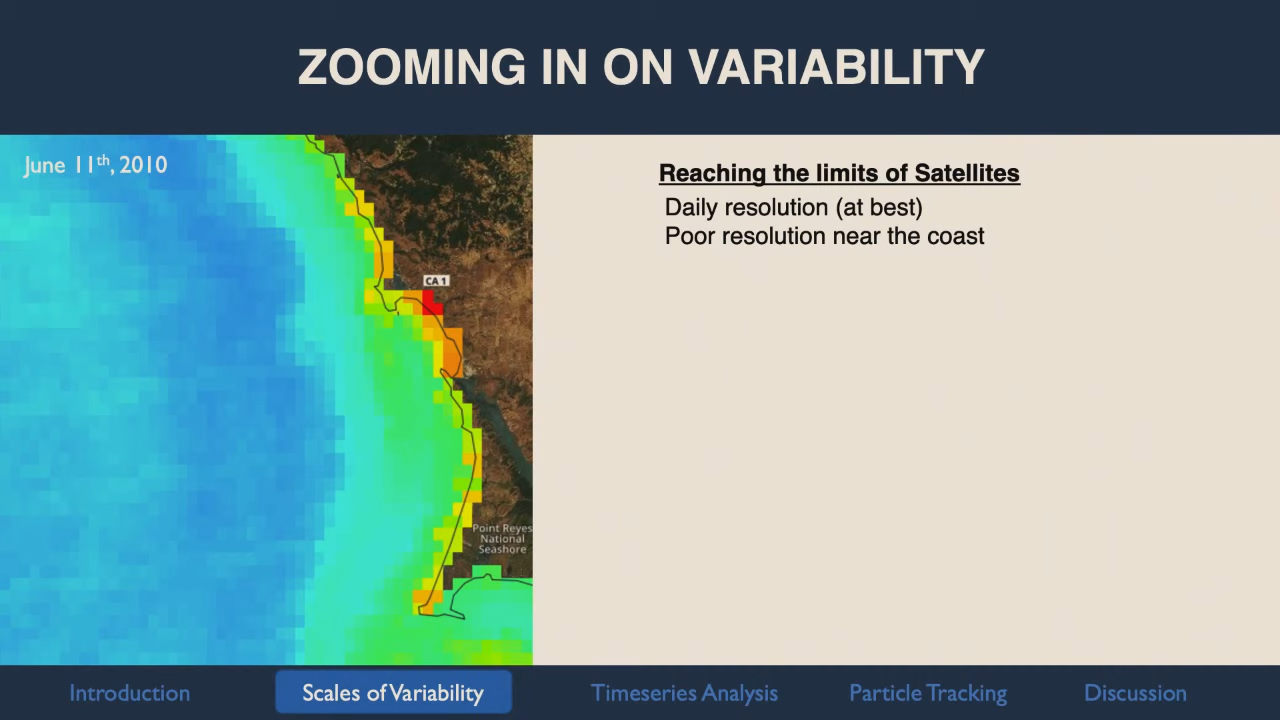 ZOOMING IN ON VARIABILITY
June 11th, 2010
Reaching the limits of Satellites
Daily resolution (at best)
Poor resolution near the coast
CA 1
Point Reyes
National
Seashore
Introduction
Scales of Variability
Timeseries Analysis
Particle Tracking
Discussion